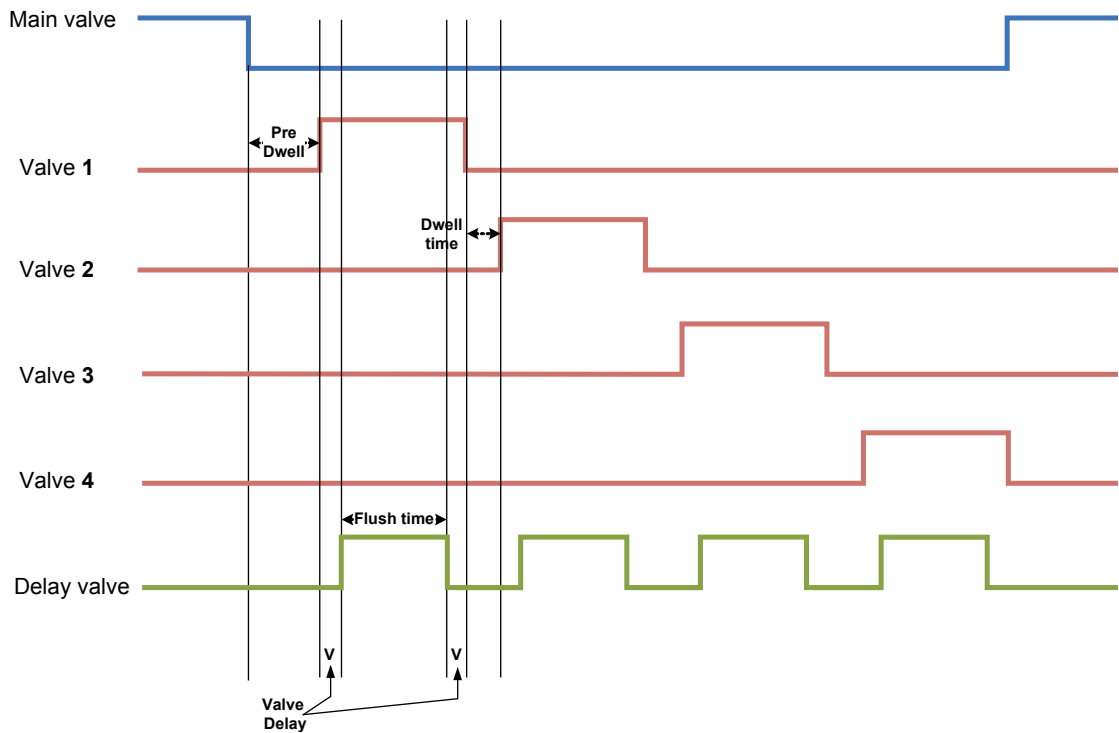 Main valve
Pre
Dwell
Valve 1
Dwell
time
Valve 2
Valve 3
Valve 4
Flush time
Delay valve
V
V
Valve
Delay